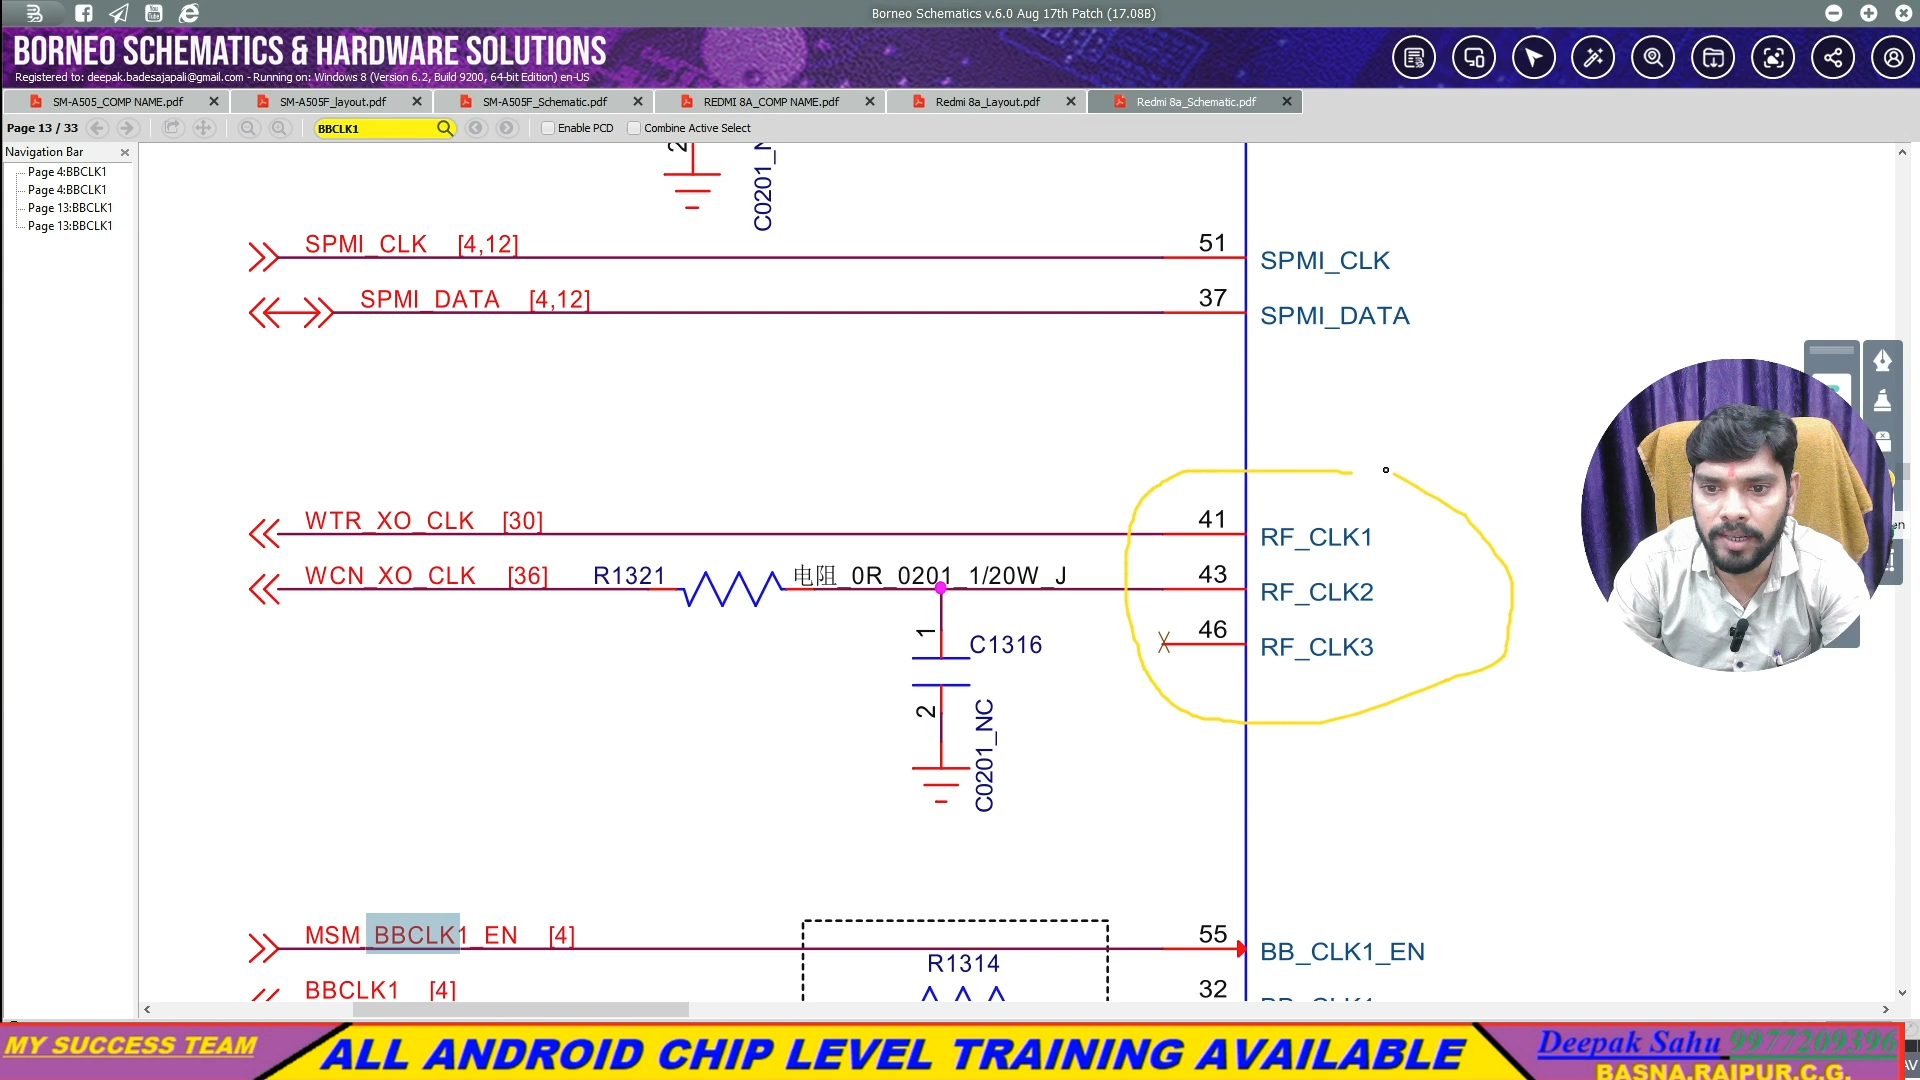 Borneo Schematics v.6.0 Aug 17th Patch (17.08B)
BORNEO SCHEMATICS & HARDWARE SOLUTIONS
Registered to: deepak.badesajapali@gmail.com - Running on: Windows 8 (Version 6.2, Build 9200, 64-bit Edition) en-US
SM-A505_COMP NAME.pdf
SM-A505F_layout.pdf
SM-A505F_Schematic.pdf
REDMI 8A_COMP NAME.pdf
Redmi 8a_Layout.pdf
Redmi 8a_Schematic.pdf
Page 13 / 33
BBCLK1
Enable PCD
Combine Active Select
Navigation Bar
Page 4:BBCLK1
Page 4:BBCLK1
Page 13:BBCLK1
Page 13:BBCLK1
2
C0201_N
SPMI_CLK [4,12]
51
SPMI_CLK
SPMI_DATA [4,12]
37
SPMI_DATA
WTR_XO_CLK [30]
41
RF_CLK1
WCN_XO_CLK [36]
R1321
电阻_0R_0201_1/20W_J
43
RF_CLK2
46
RF_CLK3
1
C1316
2
C0201_NC
MSM_BBCLK1_EN [4]
55
BB_CLK1_EN
R1314
BBCLK1 [4]
32
en
MY SUCCESS TEAM
ALL ANDROID CHIP LEVEL TRAINING AVAILABLE
Deepak Sahu 9977209396
BASNA,RAIPUR,C.G.
AV